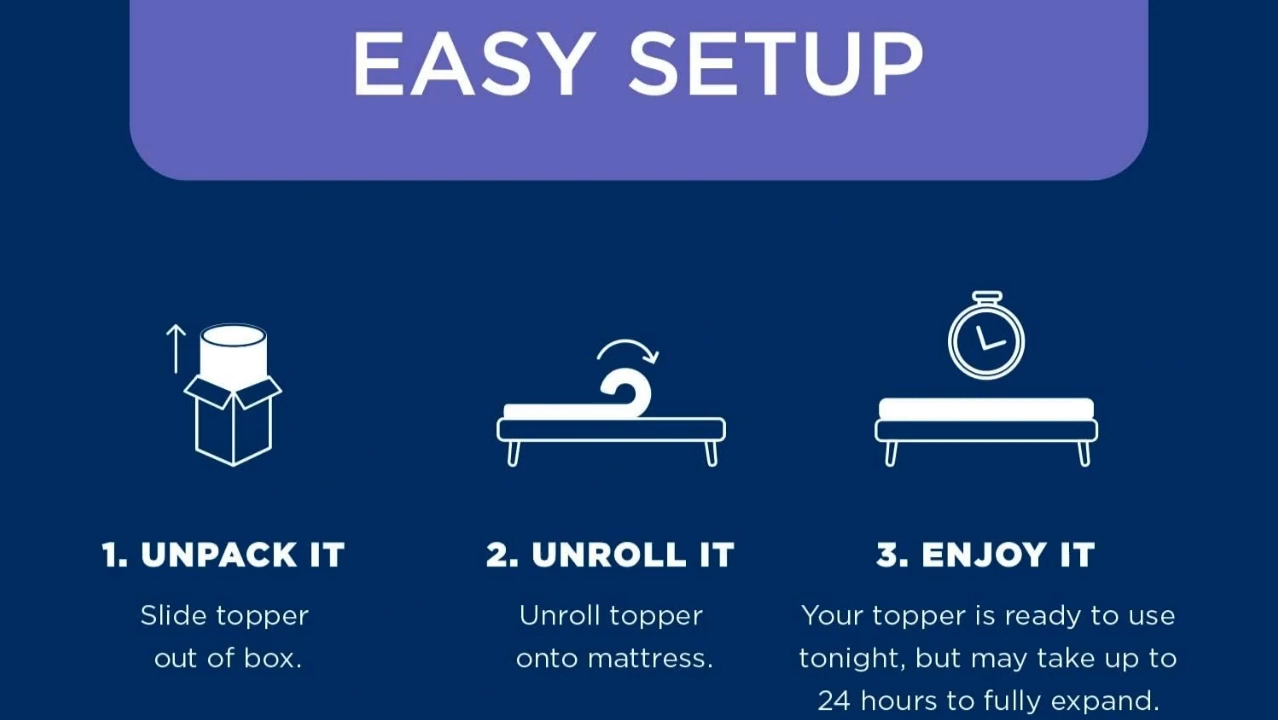 EASY SETUP
1. UNPACK IT
Slide topper
out of box.
2. UNROLL IT
Unroll topper
onto mattress.
3. ENJOY IT
Your topper is ready to use
tonight, but may take up to
24 hours to fully expand.